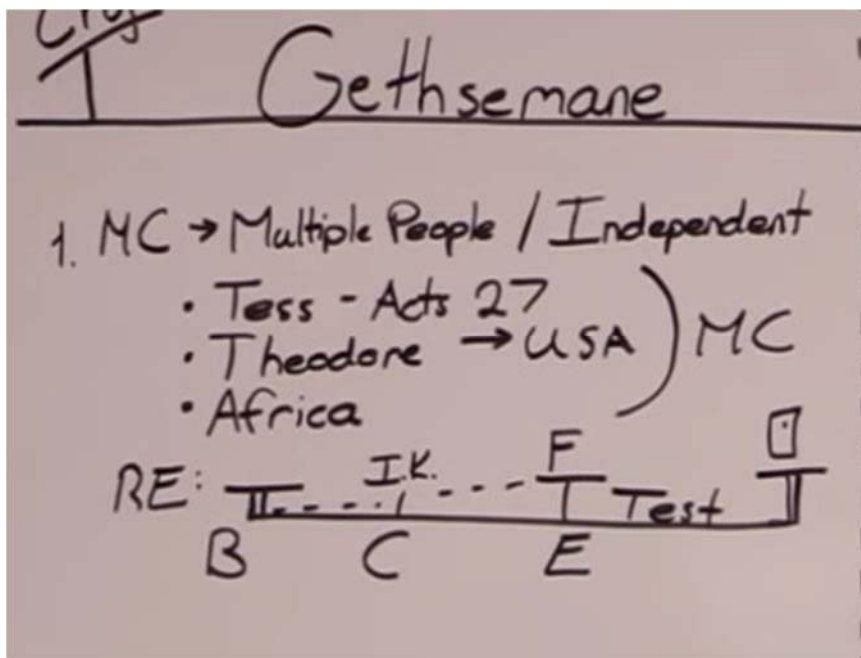 Gethsemane
1. MC → Multiple People / Independent
• Tess - Acts 27
• Theodore → USA ) MC
• Africa
RE: I.K. F
Test
B C E